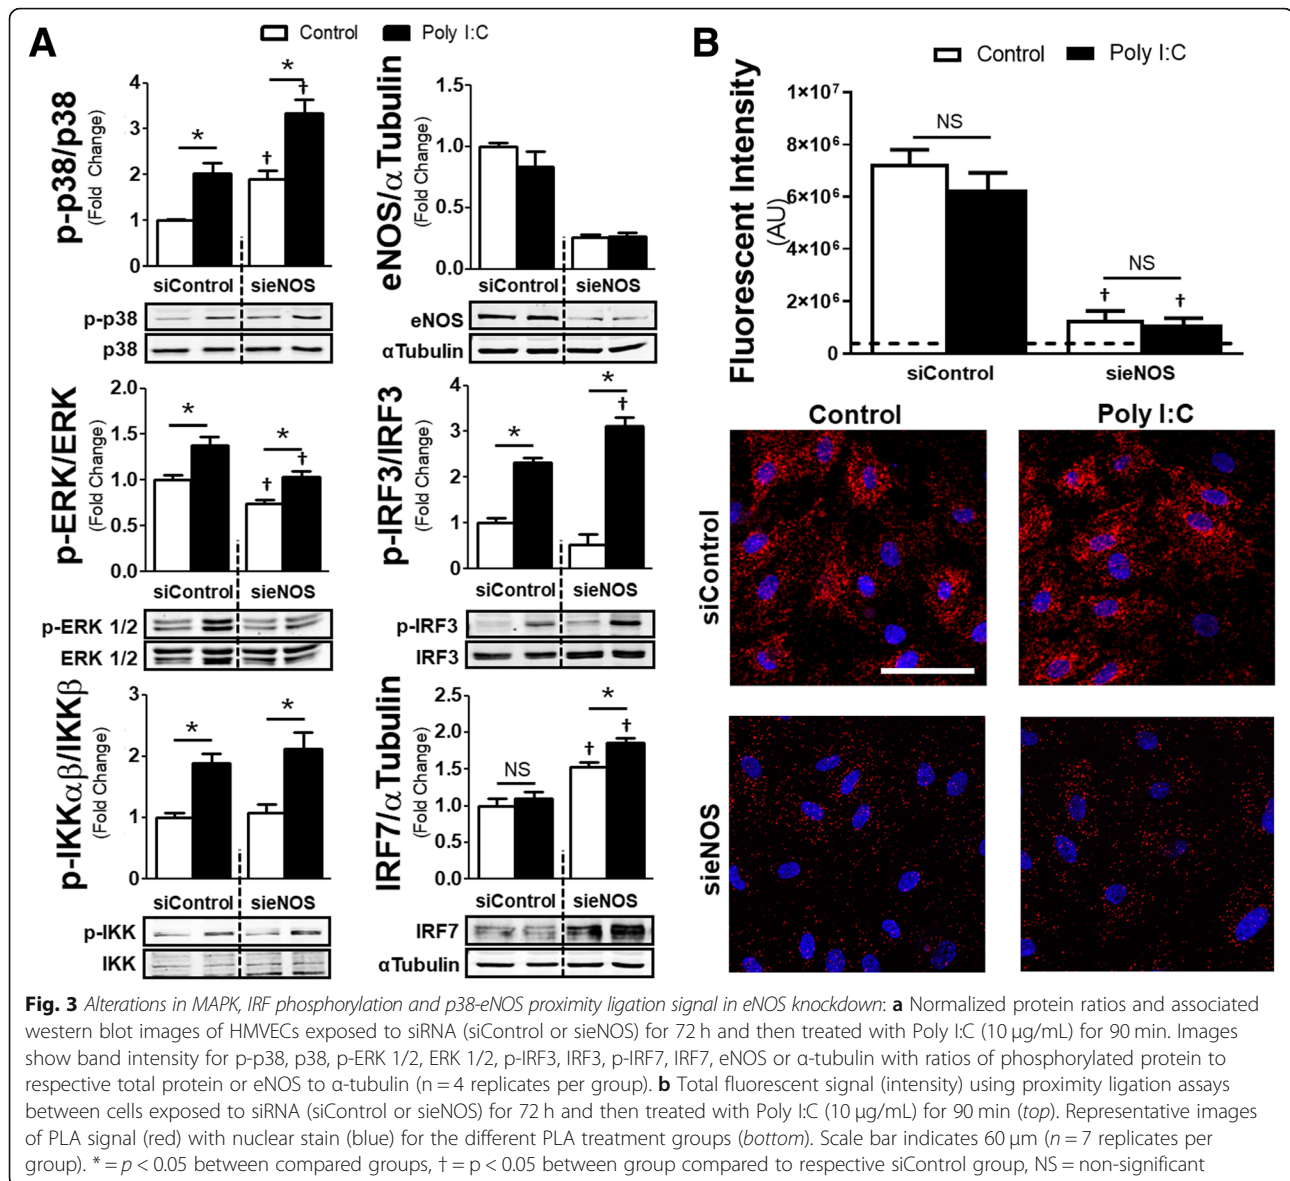 A
Control
Poly I:C
p-p38/p38
(Fold Change)
4
3
2
1
0
*
*
†
†
siControl
sieNOS
p-p38
p38
eNOS/αTubulin
(Fold Change)
1.5
1.0
0.5
0.0
siControl
sieNOS
eNOS
αTubulin
p-ERK/ERK
(Fold Change)
2.0
1.5
1.0
0.5
0.0
*
*
†
†
siControl
sieNOS
p-ERK 1/2
ERK 1/2
p-IRF3/IRF3
(Fold Change)
4
3
2
1
0
*
*
†
siControl
sieNOS
p-IRF3
IRF3
p-IKKαβ/IKKβ
(Fold Change)
3
2
1
0
*
*
siControl
sieNOS
p-IKK
IKK
IRF7/αTubulin
(Fold Change)
2.5
2.0
1.5
1.0
0.5
0.0
NS
*
†
†
siControl
sieNOS
IRF7
αTubulin
B
Control
Poly I:C
Fluorescent Intensity
(AU)
1×10⁷
8×10⁶
6×10⁶
4×10⁶
2×10⁶
0
NS
NS
†
†
siControl
sieNOS
Control
Poly I:C
siControl
sieNOS
Fig. 3 Alterations in MAPK, IRF phosphorylation and p38-eNOS proximity ligation signal in eNOS knockdown: a Normalized protein ratios and associated
western blot images of HMVECs exposed to siRNA (siControl or sieNOS) for 72 h and then treated with Poly I:C (10 μg/mL) for 90 min. Images
show band intensity for p-p38, p38, p-ERK 1/2, ERK 1/2, p-IRF3, IRF3, p-IRF7, IRF7, eNOS or α-tubulin with ratios of phosphorylated protein to
respective total protein or eNOS to α-tubulin (n = 4 replicates per group). b Total fluorescent signal (intensity) using proximity ligation assays
between cells exposed to siRNA (siControl or sieNOS) for 72 h and then treated with Poly I:C (10 μg/mL) for 90 min (top). Representative images
of PLA signal (red) with nuclear stain (blue) for the different PLA treatment groups (bottom). Scale bar indicates 60 μm (n = 7 replicates per
group). * = p < 0.05 between compared groups, † = p < 0.05 between group compared to respective siControl group, NS = non-significant